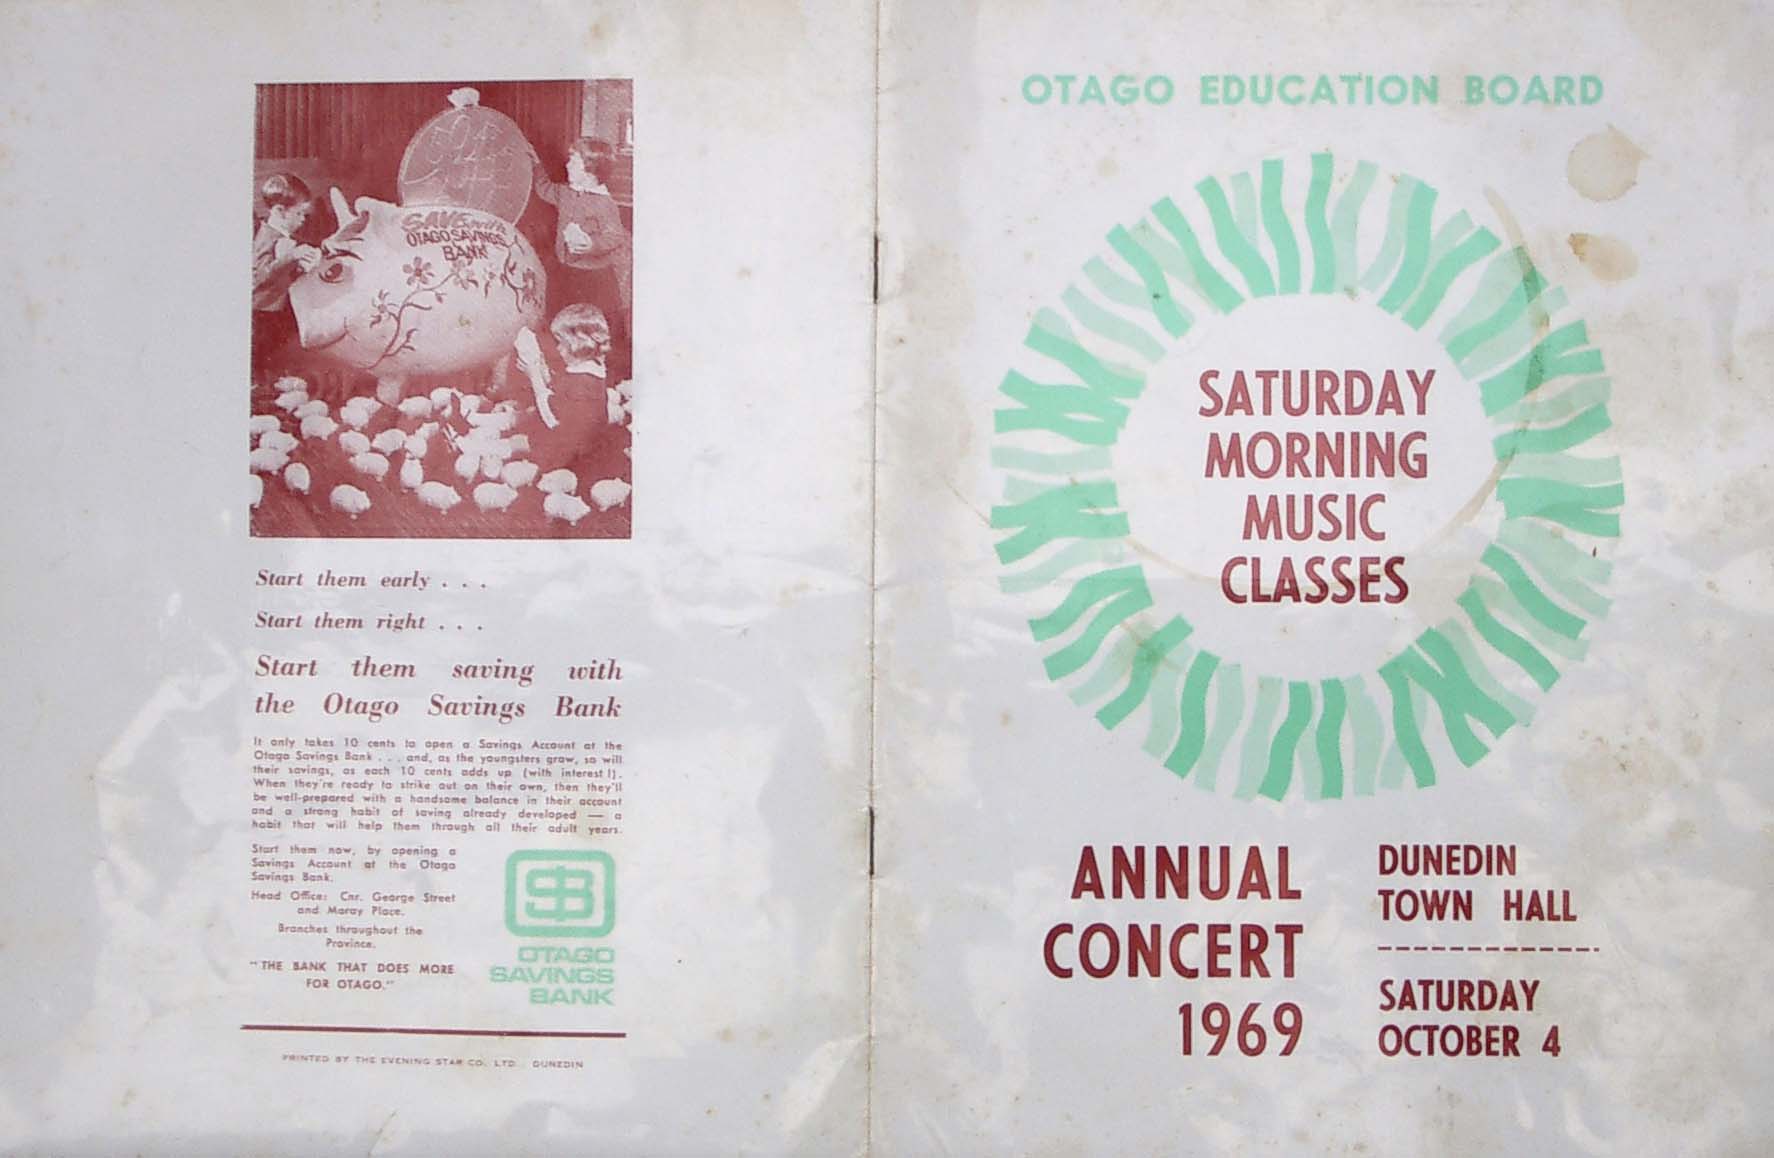 SAVE with
OTAGO SAVINGS
BANK
Start them early . . .
Start them right . . .
Start them saving with
the Otago Savings Bank
It only takes 10 cents to open a Savings Account at the
Otago Savings Bank . . . and, as the youngsters grow, so will
their savings, as each 10 cents adds up (with interest!).
When they're ready to strike out on their own, then they'll
be well-prepared with a handsome balance in their account
and a strong habit of saving already developed — a
habit that will help them through all their adult years.
Start them now, by opening a
Savings Account at the Otago
Savings Bank.
Head Office: Cnr. George Street
and Moray Place.
Branches throughout the
Province.
"THE BANK THAT DOES MORE
FOR OTAGO."
OTAGO
SAVINGS
BANK
PRINTED BY THE EVENING STAR CO. LTD. DUNEDIN
OTAGO EDUCATION BOARD
SATURDAY
MORNING
MUSIC
CLASSES
ANNUAL
CONCERT
1969
DUNEDIN
TOWN HALL
SATURDAY
OCTOBER 4